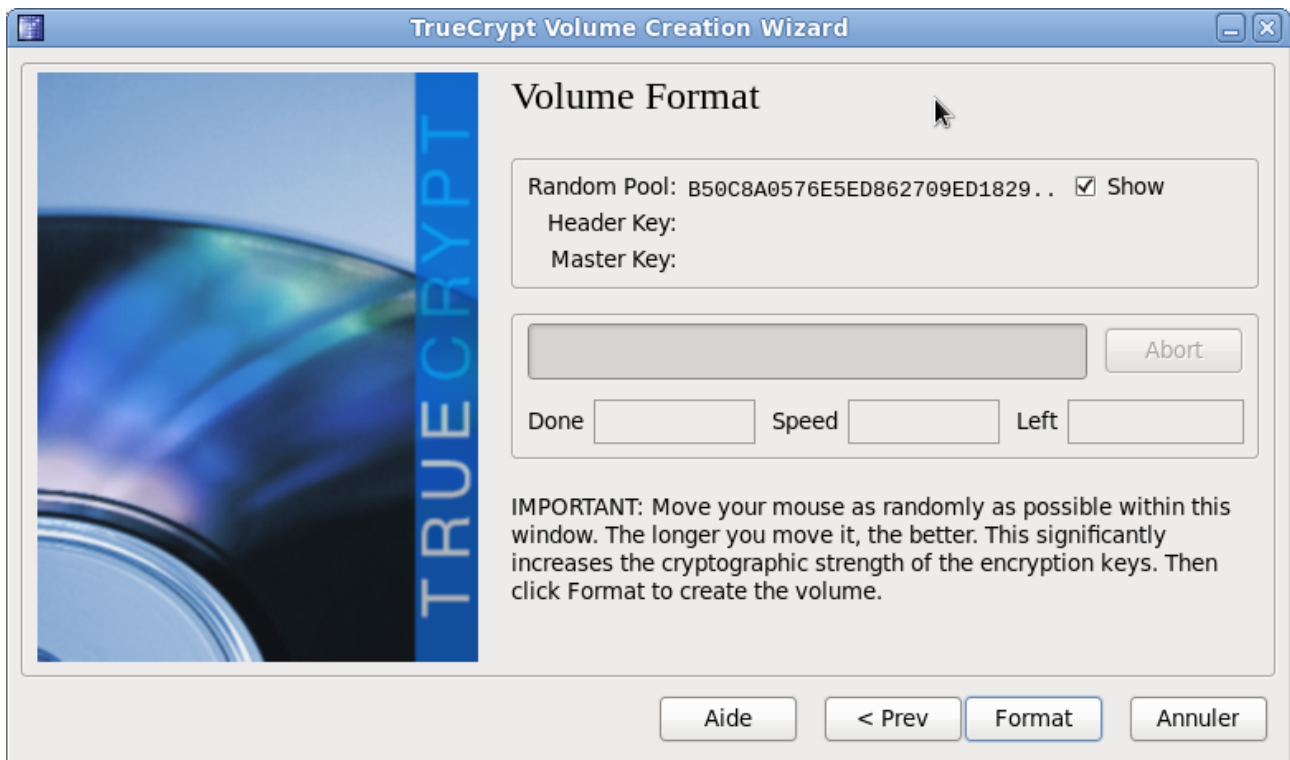 TrueCrypt Volume Creation Wizard
TRUECRYPT
Volume Format
Random Pool: B50C8A0576E5ED862709ED1829.. Show
Header Key:
Master Key:
Abort
Done Speed Left
IMPORTANT: Move your mouse as randomly as possible within this
window. The longer you move it, the better. This significantly
increases the cryptographic strength of the encryption keys. Then
click Format to create the volume.
Aide < Prev Format Annuler